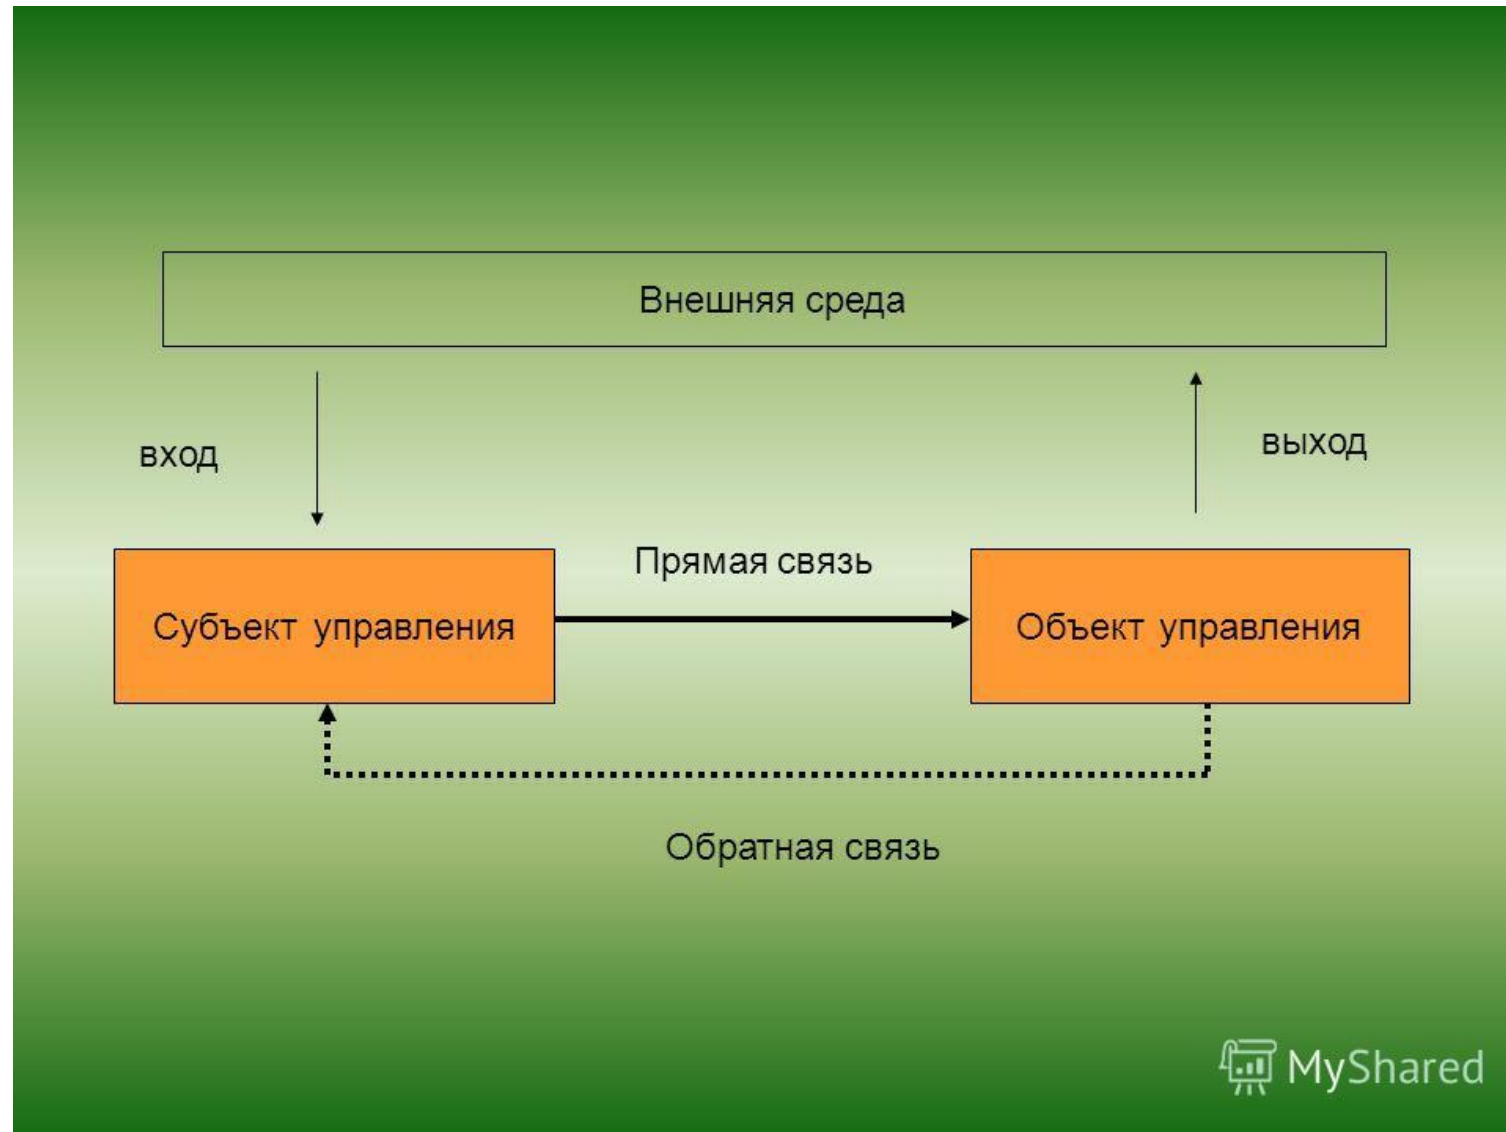 Внешняя среда
вход
выход
Прямая связь
Субъект управления
Объект управления
Обратная связь
MyShared